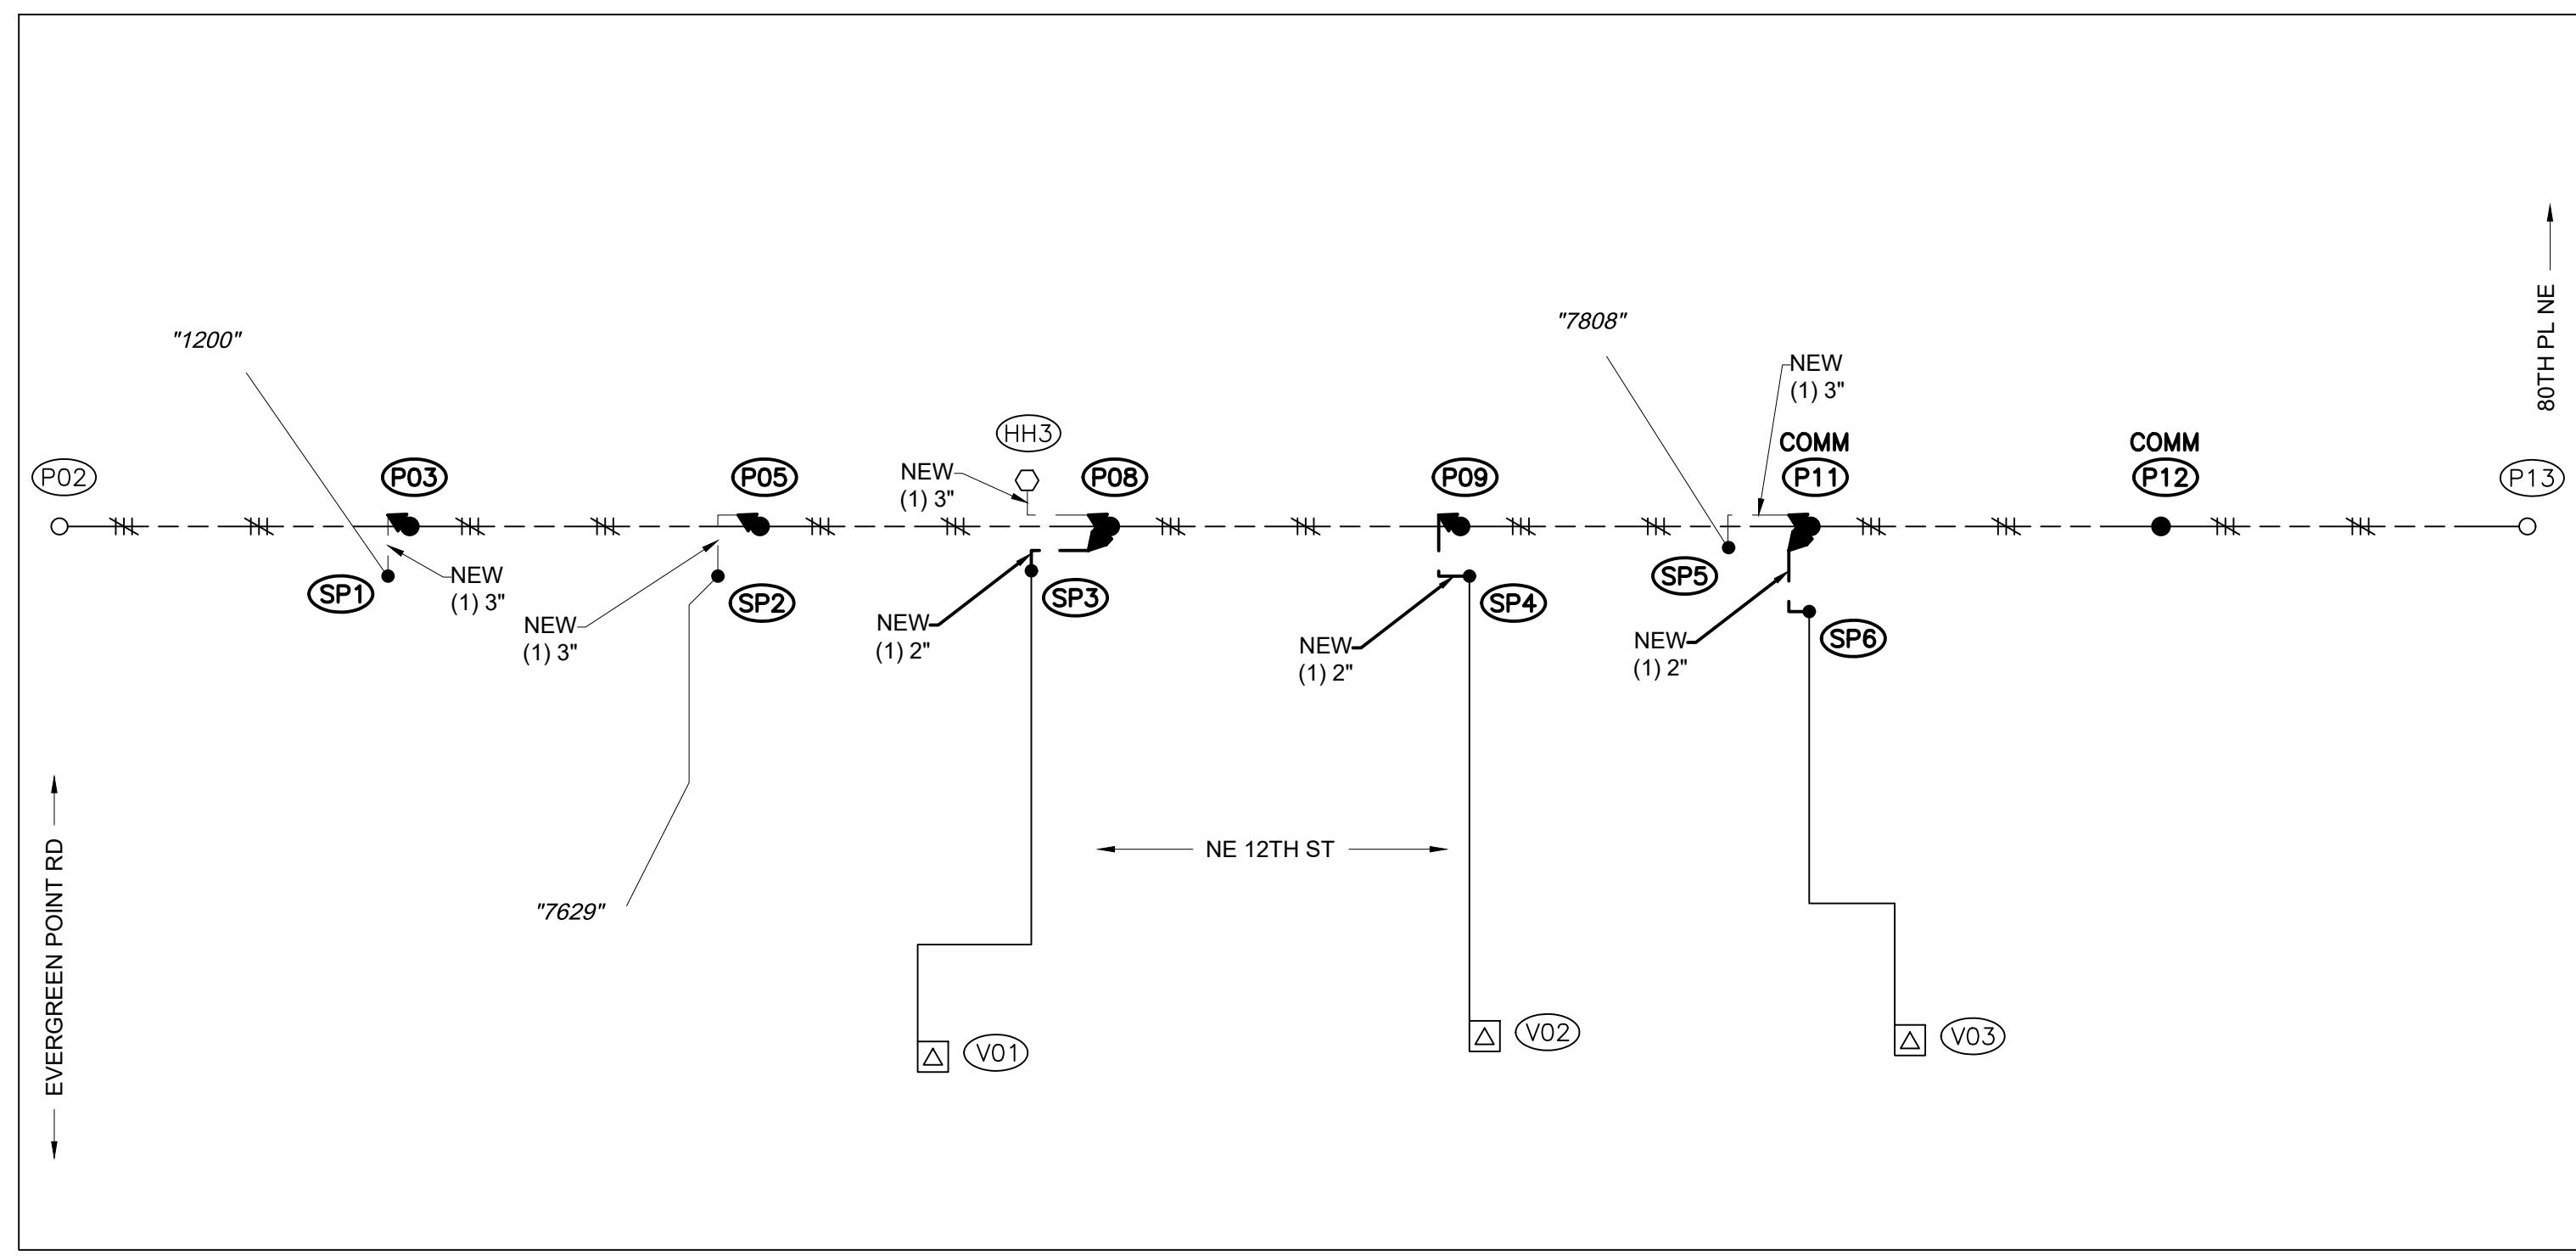 "1200"
"7808"
NEW
(1) 3"
80TH PL NE
HH3
COMM
COMM
P02
P03
P05
NEW
(1) 3"
P08
P09
P11
P12
P13
SP1
NEW
(1) 3"
SP2
NEW
(1) 3"
SP3
NEW
(1) 2"
SP4
NEW
(1) 2"
SP5
NEW
(1) 2"
SP6
EVERGREEN POINT RD
NE 12TH ST
"7629"
V01
V02
V03